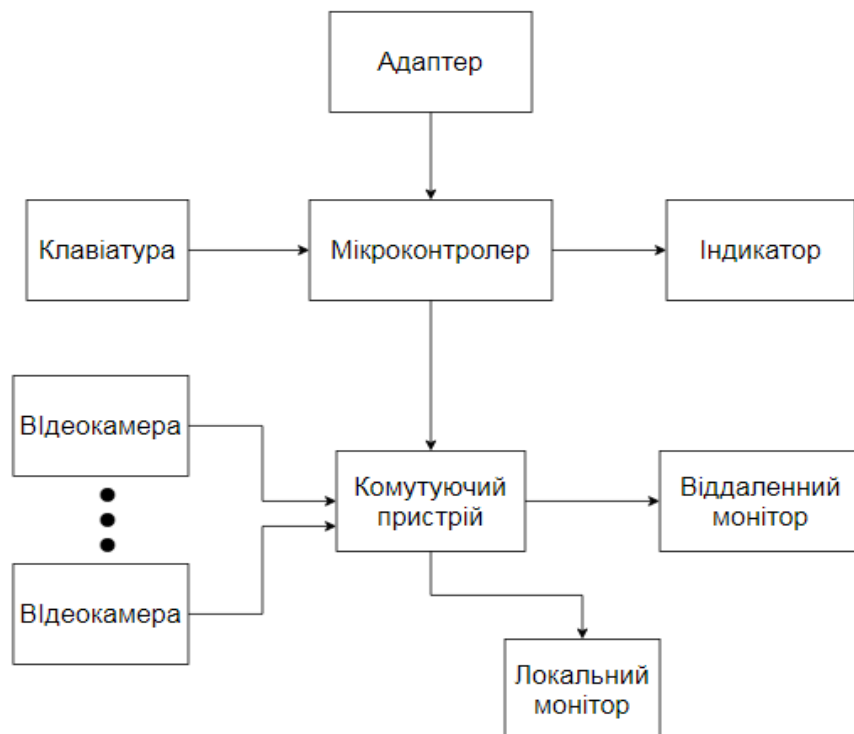 Адаптер
Клавіатура
Мікроконтролер
Індикатор
ВІдеокамера
Комутуючий
пристрій
Віддаленний
монітор
ВІдеокамера
Локальний
монітор